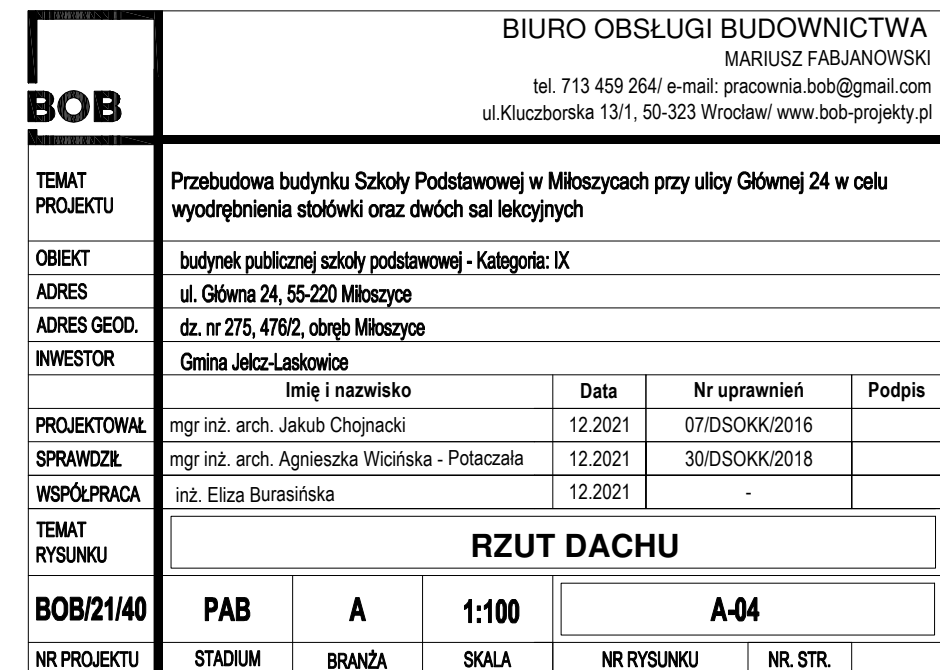 BIURO OBSŁUGI BUDOWNICTWA
MARIUSZ FABJANOWSKI
tel. 713 459 264/ e-mail: pracownia.bob@gmail.com
ul.Kluczborska 13/1, 50-323 Wrocław/ www.bob-projekty.pl
BOB
TEMAT PROJEKTU
Przebudowa budynku Szkoły Podstawowej w Miłoszycach przy ulicy Głównej 24 w celu
wyodrębnienia stołówki oraz dwóch sal lekcyjnych
OBIEKT budynek publicznej szkoły podstawowej - Kategoria: IX
ADRES ul. Główna 24, 55-220 Miłoszyce
ADRES GEOD. dz. nr 275, 476/2, obręb Miłoszyce
INWESTOR Gmina Jelcz-Laskowice
Imię i nazwisko Data Nr uprawnień Podpis
PROJEKTOWAŁ mgr inż. arch. Jakub Chojnacki 12.2021 07/DSOKK/2016
SPRAWDZIŁ mgr inż. arch. Agnieszka Wicińska - Potaczała 12.2021 30/DSOKK/2018
WSPÓŁPRACA inż. Eliza Burasińska 12.2021 -
TEMAT RYSUNKU
RZUT DACHU
BOB/21/40 PAB A 1:100 A-04
NR PROJEKTU STADIUM BRANŻA SKALA NR RYSUNKU NR. STR.